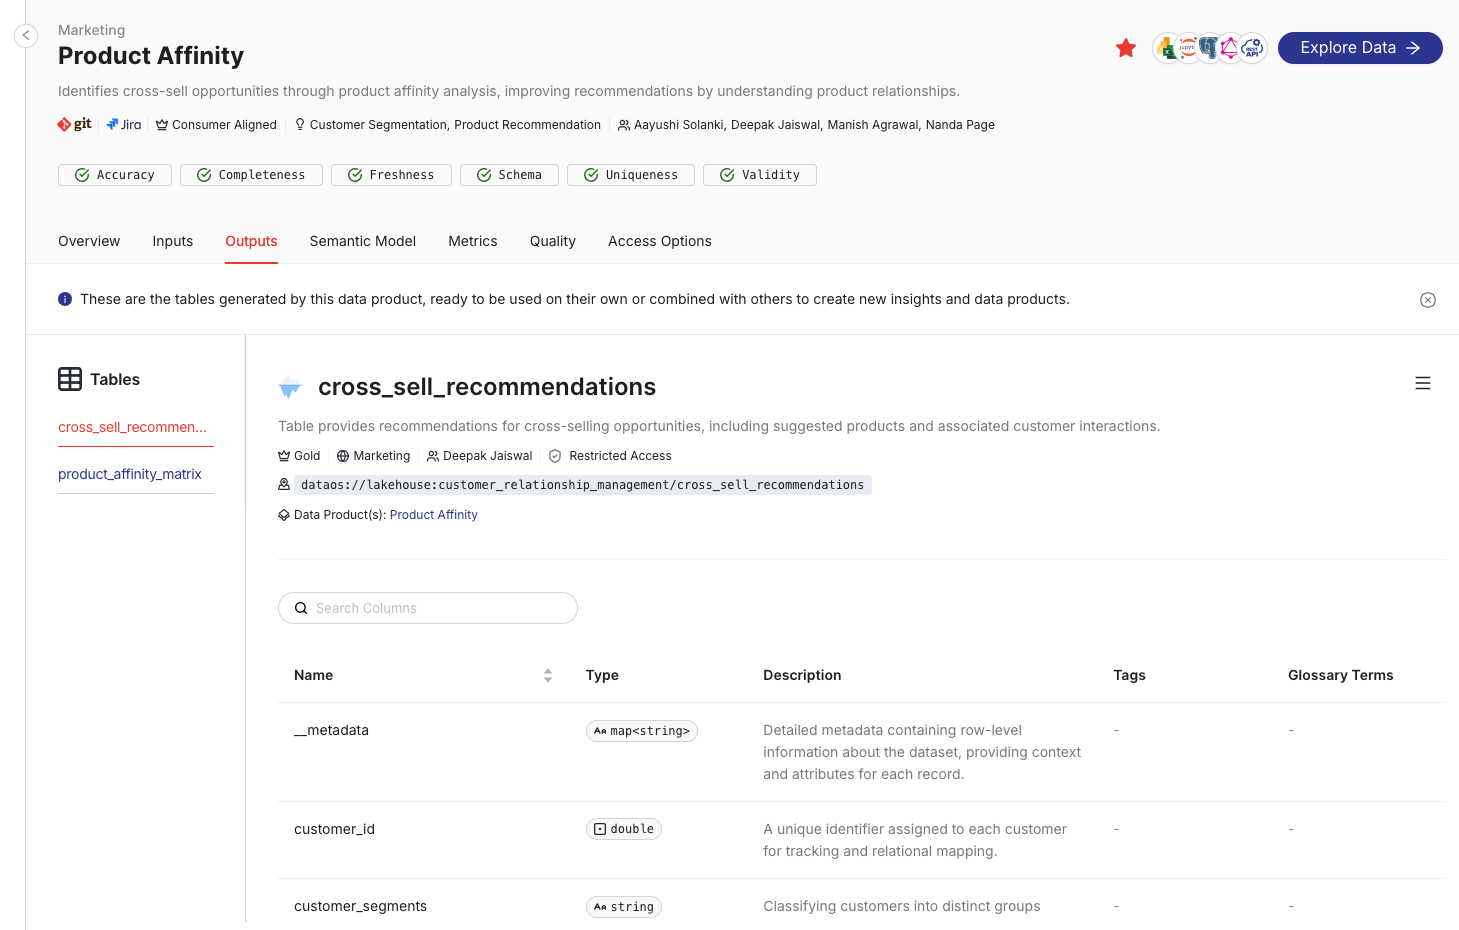 Marketing
Product Affinity
Explore Data
Identifies cross-sell opportunities through product affinity analysis, improving recommendations by understanding product relationships.
git Jira Consumer Aligned Customer Segmentation, Product Recommendation Aayushi Solanki, Deepak Jaiswal, Manish Agrawal, Nanda Page
Accuracy Completeness Freshness Schema Uniqueness Validity
Overview Inputs Outputs Semantic Model Metrics Quality Access Options
These are the tables generated by this data product, ready to be used on their own or combined with others to create new insights and data products.
Tables
cross_sell_recommen...
product_affinity_matrix
cross_sell_recommendations
Table provides recommendations for cross-selling opportunities, including suggested products and associated customer interactions.
Gold Marketing Deepak Jaiswal Restricted Access
dataos://lakehouse:customer_relationship_management/cross_sell_recommendations
Data Product(s): Product Affinity
Search Columns
Name Type Description Tags Glossary Terms
__metadata Aa map<string> Detailed metadata containing row-level - -
information about the dataset, providing context
and attributes for each record.
customer_id double A unique identifier assigned to each customer - -
for tracking and relational mapping.
customer_segments Aa string Classifying customers into distinct groups - -